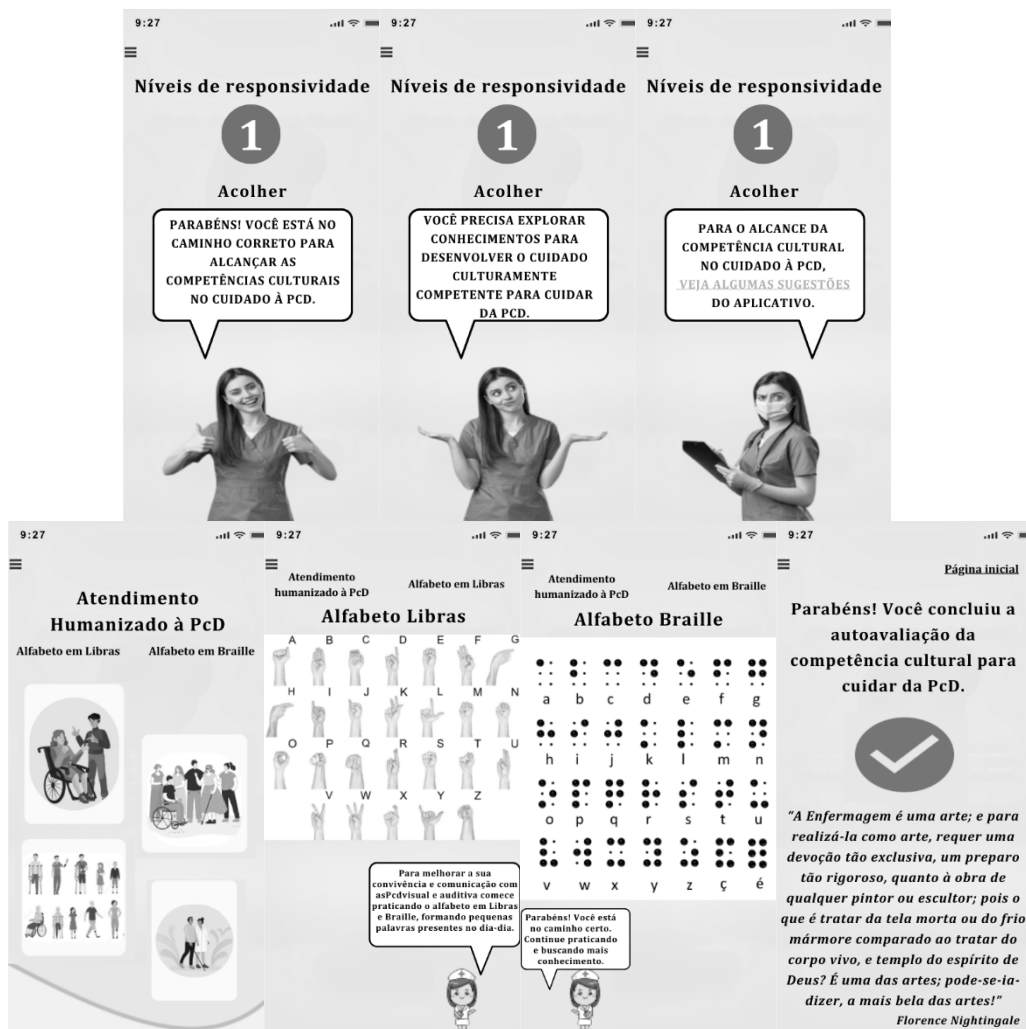 9:27
Níveis de responsividade
1
Acolher
PARABÉNS! VOCÊ ESTÁ NO
CAMINHO CORRETO PARA
ALCANÇAR AS
COMPETÊNCIAS CULTURAIS
NO CUIDADO À PCD.
9:27
Níveis de responsividade
1
Acolher
VOCÊ PRECISA EXPLORAR
CONHECIMENTOS PARA
DESENVOLVER O CUIDADO
CULTURAMENTE
COMPETENTE PARA CUIDAR
DA PCD.
9:27
Níveis de responsividade
1
Acolher
PARA O ALCANCE DA
COMPETÊNCIA CULTURAL
NO CUIDADO À PCD,
VEJA ALGUMAS SUGESTÕES
DO APLICATIVO.
9:27
Atendimento
Humanizado à PcD
Alfabeto em Libras Alfabeto em Braille
9:27
Atendimento
humanizado à PcD
Alfabeto em Libras
Alfabeto Libras
A B C D E F G
H I J K L M N
O P Q R S T U
V W X Y Z
Para melhorar a sua
convivência e comunicação com
asPcdvisual e auditiva comece
praticando o alfabeto em Libras
e Braille, formando pequenas
palavras presentes no dia-dia.
9:27
Atendimento
humanizado à PcD
Alfabeto em Braille
Alfabeto Braille
a b c d e f g
h i j k l m n
o p q r s t u
v w x y z ç é
Parabéns! Você está
no caminho certo.
Continue praticando
e buscando mais
conhecimento.
9:27
Página inicial
Parabéns! Você concluiu a
autoavaliação da
competência cultural para
cuidar da PcD.
"A Enfermagem é uma arte; e para
realizá-la como arte, requer uma
devoção tão exclusiva, um preparo
tão rigoroso, quanto à obra de
qualquer pintor ou escultor; pois o
que é tratar da tela morta ou do frio
mármore comparado ao tratar do
corpo vivo, e templo do espírito de
Deus? É uma das artes; pode-se-ia-
dizer, a mais bela das artes!"
Florence Nightingale